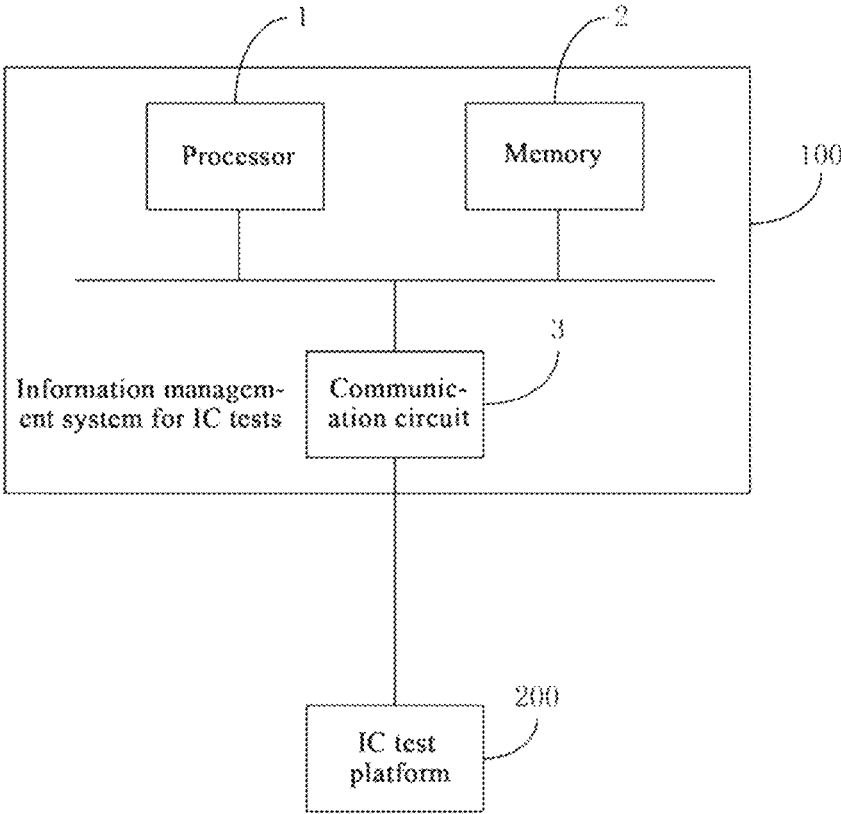 1
2
Processor
Memory
100
3
Information managem-
ent system for IC tests
Communic-
ation circuit
200
IC test
platform